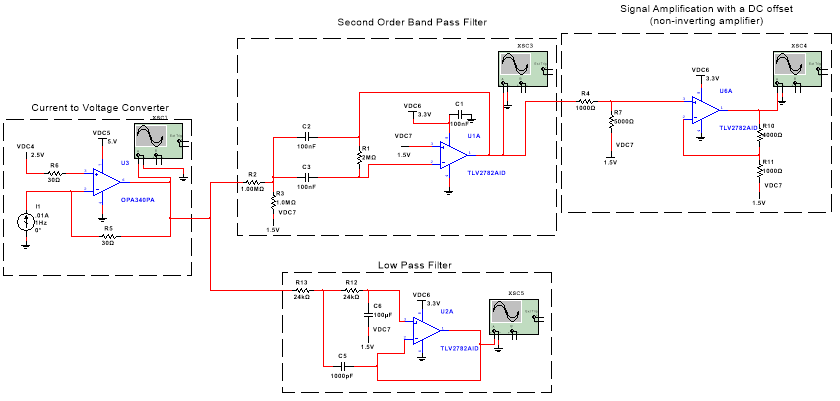 Signal Amplification with a DC offset
(non-inverting amplifier)
Second Order Band Pass Filter
Current to Voltage Converter
Low Pass Filter
XSC1
VDC4
2.5V
R6
30Ω
VDC5
5.V
U3
OPA340PA
I1
.01A
1Hz
0°
R5
30Ω
R2
1.00MΩ
R3
1.0MΩ
VDC7
1.5V
C2
100nF
C3
100nF
R1
2MΩ
VDC6
3.3V
C1
100nF
VDC7
1.5V
U1A
TLV2782AID
XSC3
R4
1000Ω
R7
5000Ω
VDC7
1.5V
VDC6
3.3V
U6A
TLV2782AID
XSC4
R10
4000Ω
R11
1000Ω
VDC7
1.5V
R13
24kΩ
R12
24kΩ
C6
100pF
VDC7
1.5V
C5
1000pF
VDC6
3.3V
U2A
TLV2782AID
XSC5